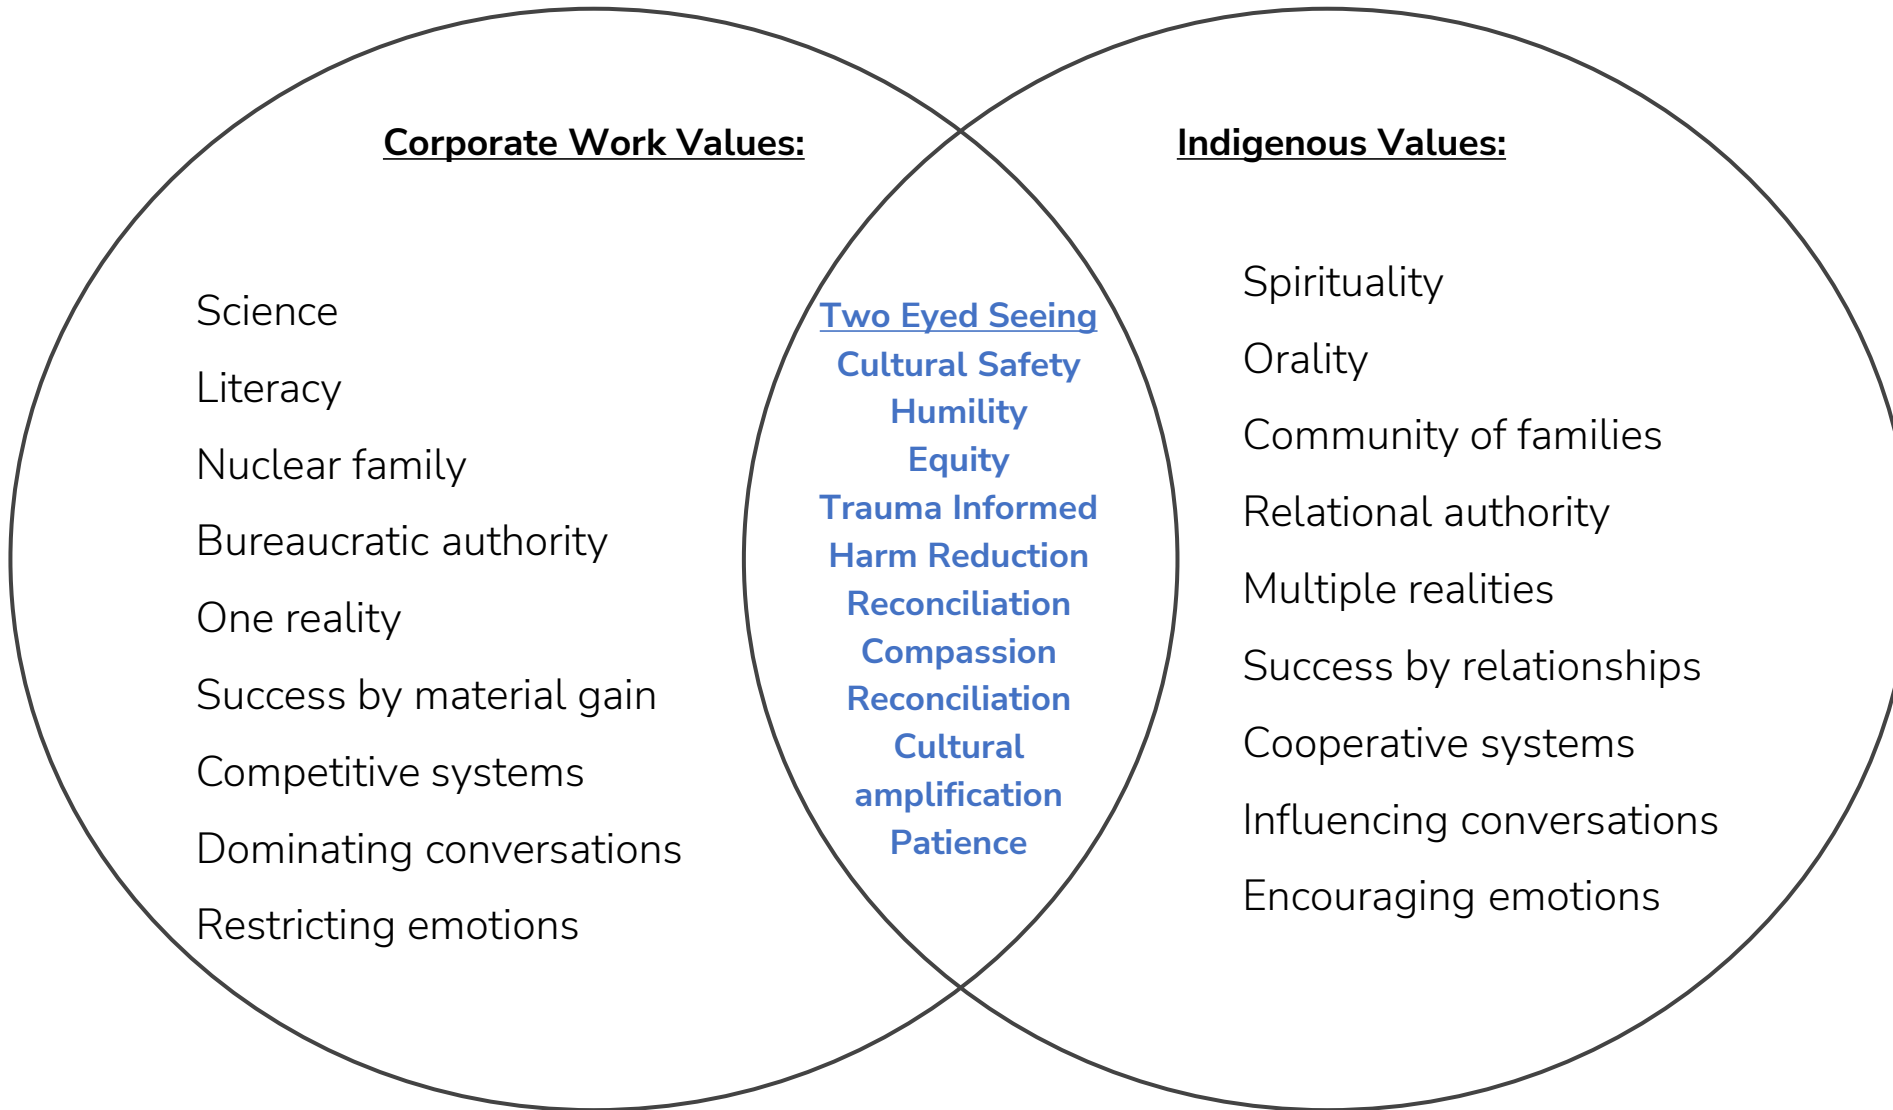 Corporate Work Values:
Science
Literacy
Nuclear family
Bureaucratic authority
One reality
Success by material gain
Competitive systems
Dominating conversations
Restricting emotions
Two Eyed Seeing
Cultural Safety
Humility
Equity
Trauma Informed
Harm Reduction
Reconciliation
Compassion
Reconciliation
Cultural
amplification
Patience
Indigenous Values:
Spirituality
Orality
Community of families
Relational authority
Multiple realities
Success by relationships
Cooperative systems
Influencing conversations
Encouraging emotions